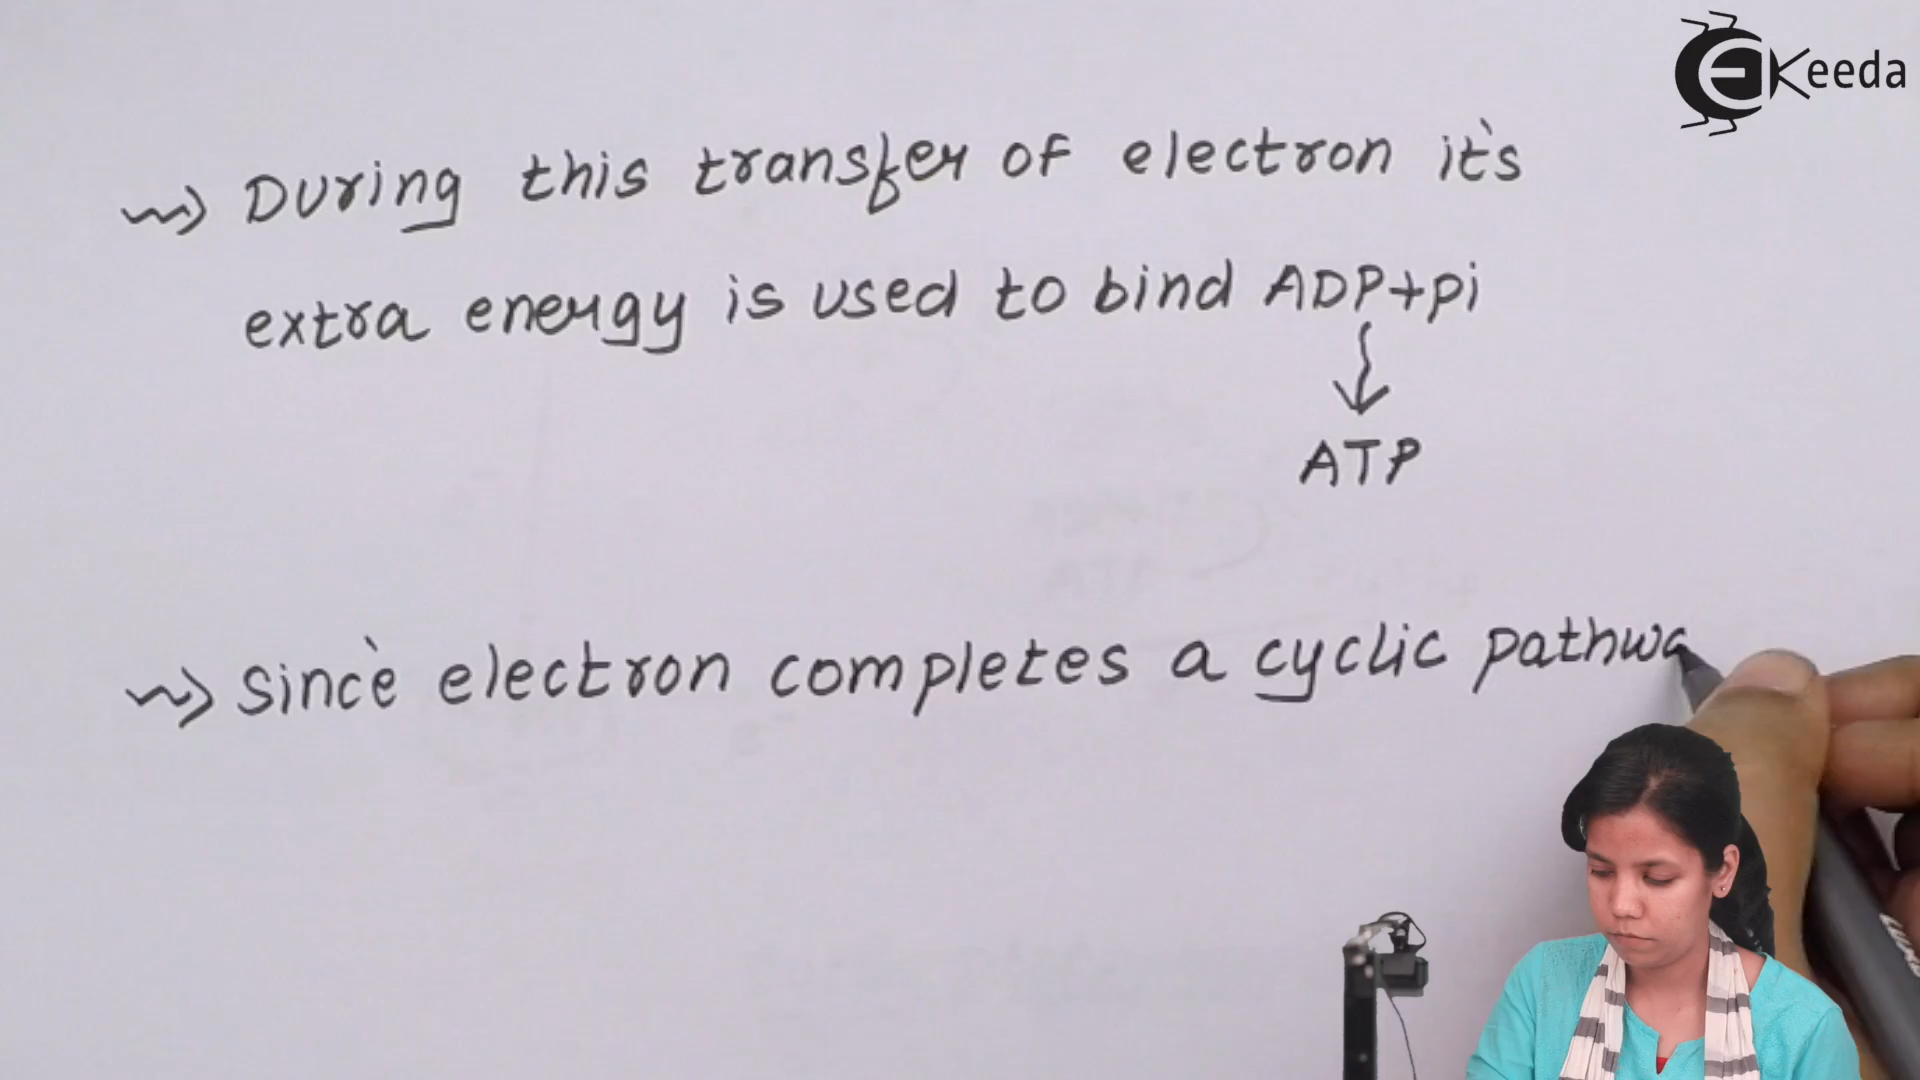 EKeeda
During this transfer of electron it's
extra energy is used to bind ADP+pi
ATP
Since electron completes a cyclic pathwa